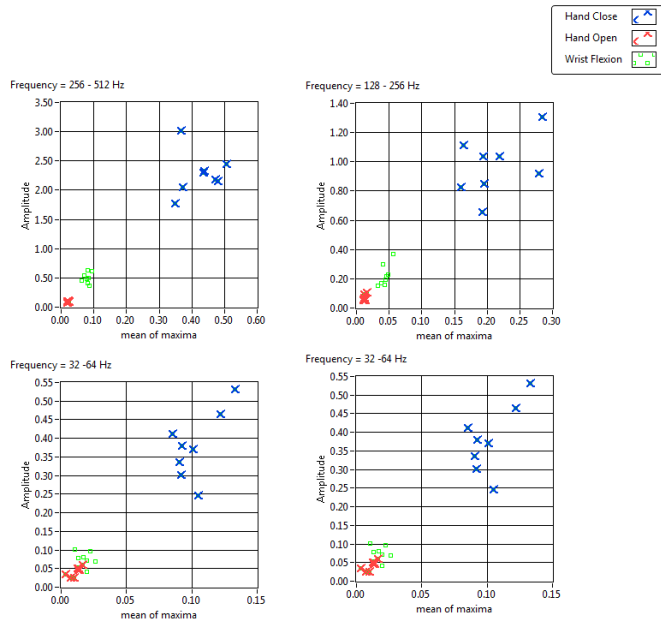 Hand Close
Hand Open
Wrist Flexion
Frequency = 256 - 512 Hz
3.50
3.00
2.50
2.00
1.50
1.00
0.50
0.00
Amplitude
0.00 0.10 0.20 0.30 0.40 0.50 0.60
mean of maxima
Frequency = 128 - 256 Hz
1.40
1.20
1.00
0.80
0.60
0.40
0.20
0.00
Amplitude
0.00 0.05 0.10 0.15 0.20 0.25 0.30
mean of maxima
Frequency = 32 -64 Hz
0.55
0.50
0.45
0.40
0.35
0.30
0.25
0.20
0.15
0.10
0.05
0.00
Amplitude
0.00 0.05 0.10 0.15
mean of maxima
Frequency = 32 -64 Hz
0.55
0.50
0.45
0.40
0.35
0.30
0.25
0.20
0.15
0.10
0.05
0.00
Amplitude
0.00 0.05 0.10 0.15
mean of maxima